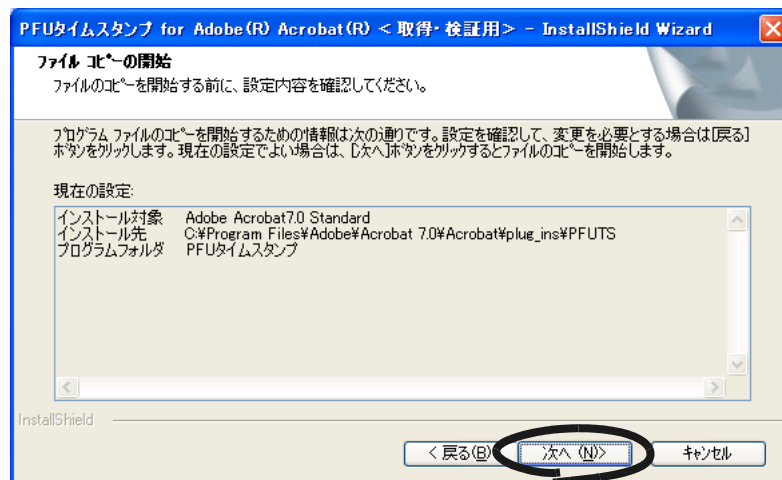 PFUタイムスタンプ for Adobe(R) Acrobat(R) ＜取得・検証用＞ - InstallShield Wizard
ファイル コピーの開始
ファイルのコピーを開始する前に、設定内容を確認してください。
プログラム ファイルのコピーを開始するための情報は次の通りです。設定を確認して、変更を必要とする場合は[戻る]
ボタンをクリックします。現在の設定でよい場合は、[次へ]ボタンをクリックするとファイルのコピーを開始します。
現在の設定:
インストール対象 Adobe Acrobat7.0 Standard
インストール先 C:¥Program Files¥Adobe¥Acrobat 7.0¥Acrobat¥plug_ins¥PFUTS
プログラムフォルダ PFUタイムスタンプ
InstallShield
< 戻る(B) 次へ (N)> キャンセル